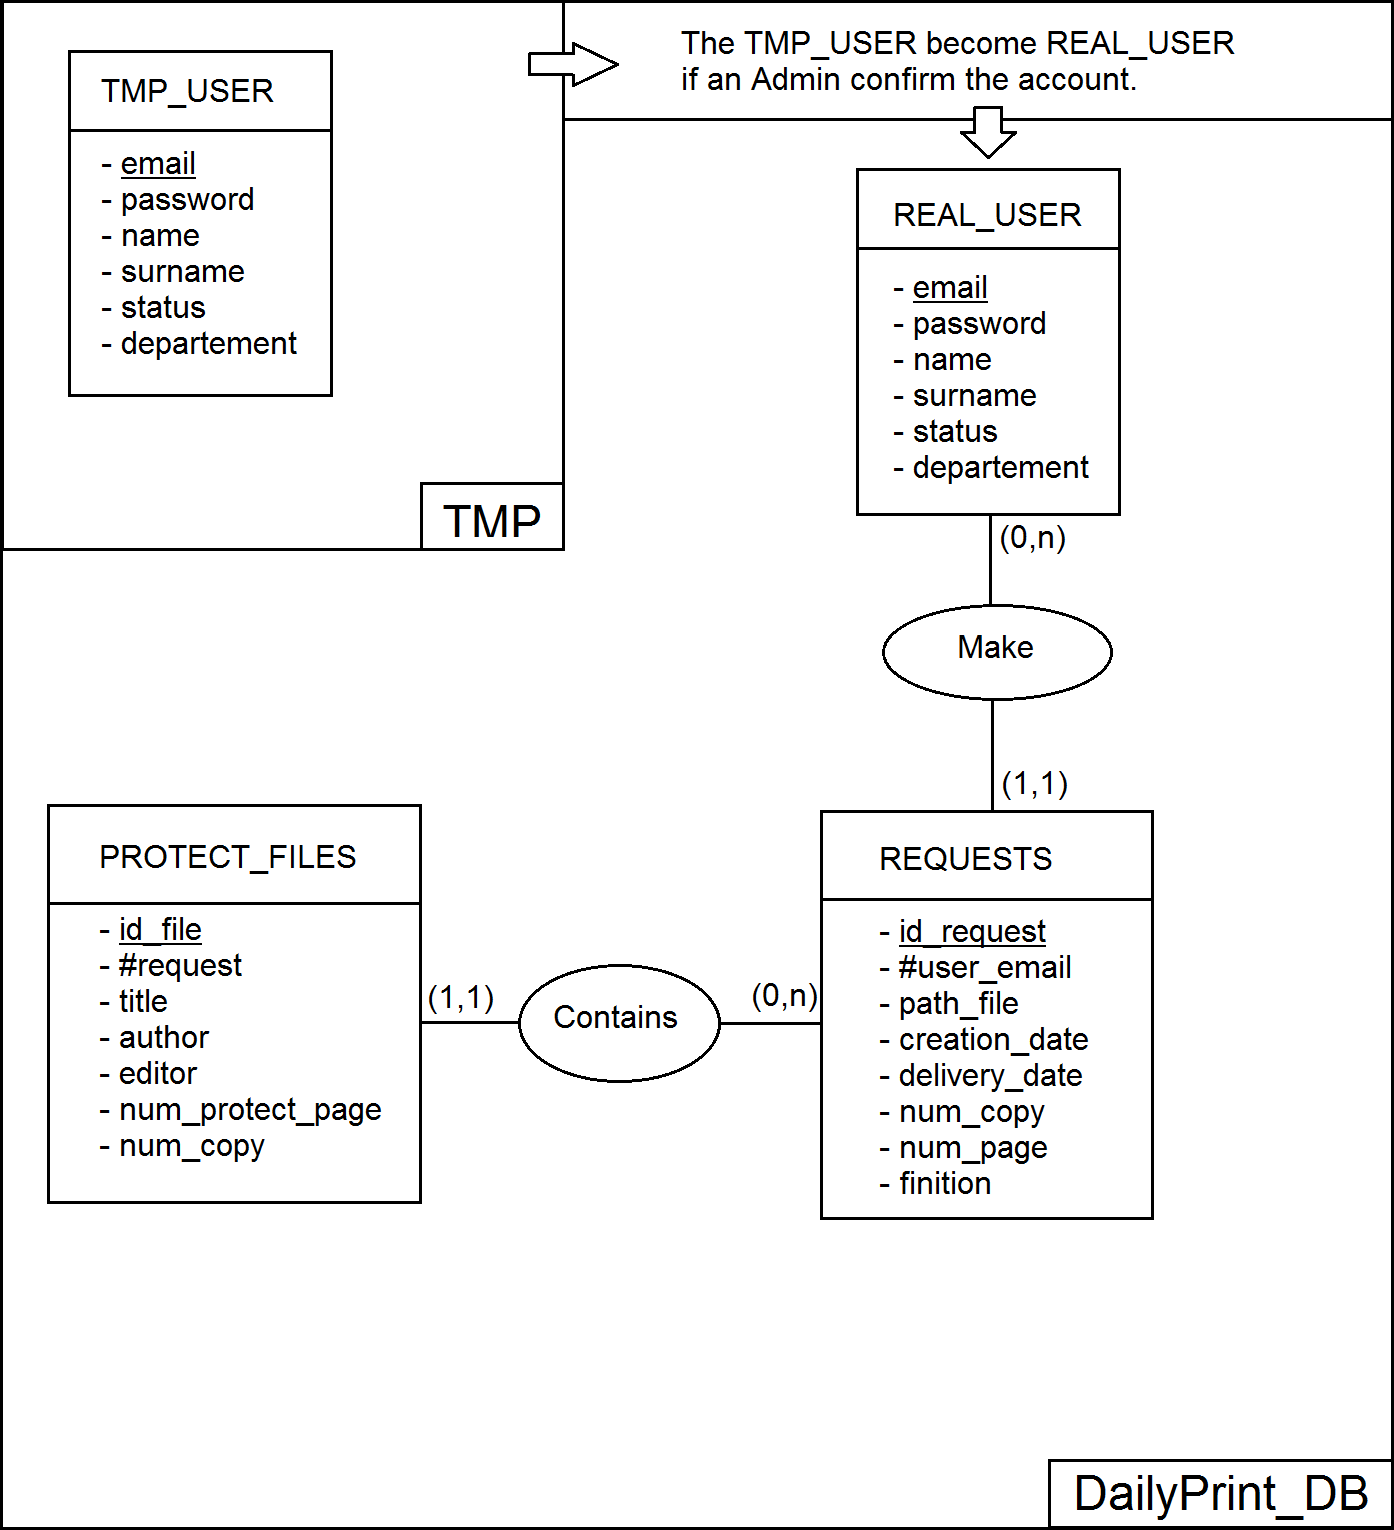 TMP_USER
- email
- password
- name
- surname
- status
- departement
TMP
The TMP_USER become REAL_USER
if an Admin confirm the account.
REAL_USER
- email
- password
- name
- surname
- status
- departement
(0,n)
Make
(1,1)
PROTECT_FILES
- id_file
- #request
- title
- author
- editor
- num_protect_page
- num_copy
(1,1)
Contains
(0,n)
REQUESTS
- id_request
- #user_email
- path_file
- creation_date
- delivery_date
- num_copy
- num_page
- finition
DailyPrint_DB